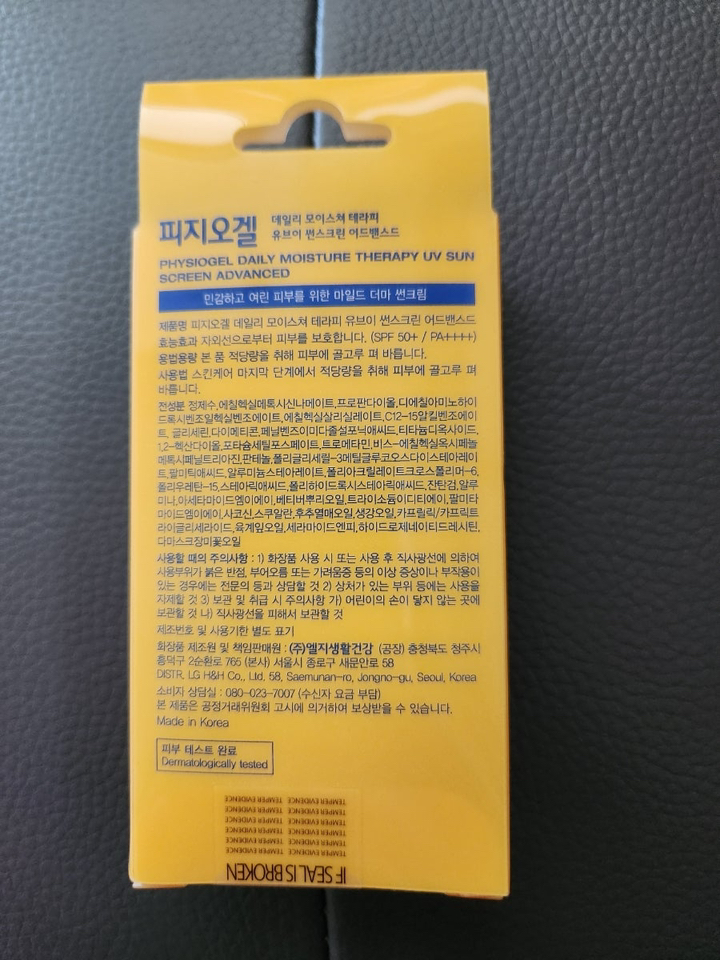 피지오겔
데일리 모이스쳐 테라피
유브이 썬스크린 어드밴스드
PHYSIOGEL DAILY MOISTURE THERAPY UV SUN
SCREEN ADVANCED
민감하고 여린 피부를 위한 마일드 더마 썬크림
제품명 피지오겔 데일리 모이스쳐 테라피 유브이 썬스크린 어드밴스드
효능효과 자외선으로부터 피부를 보호합니다. (SPF 50+ / PA++++)
용법용량 본 품 적당량을 취해 피부에 골고루 펴 바릅니다.
사용법 스킨케어 마지막 단계에서 적당량을 취해 피부에 골고루 펴
바릅니다.
전성분 정제수,에칠헥실메톡시신나메이트,프로판다이올,디에칠아미노하이
드록시벤조일헥실벤조에이트,에칠헥실살리실레이트,C12-15알킬벤조에이
트, 글리세린,다이메티콘,페닐벤즈이미다졸설포닉애씨드,티타늄디옥사이드,
1,2-헥산다이올,포타슘세틸포스페이트,트로메타민,비스-에칠헥실옥시페놀
메톡시페닐트리아진,판테놀,폴리글리세릴-3메틸글루코오스다이스테아레이
트,팔미틱애씨드,알루미늄스테아레이트,폴리아크릴레이트크로스폴리머-6,
폴리우레탄-15,스테아릭애씨드,폴리하이드록시스테아릭애씨드,잔탄검,알루
미나,아세타마이드엠이에이,베티버뿌리오일,트라이소듐이디티에이,팔미타
마이드엠이에이,사코신,스쿠알란,후추열매오일,생강오일,카프릴릭/카프릭트
라이글리세라이드,육계잎오일,세라마이드엔피,하이드로제네이티드레시틴,
다마스크장미꽃오일
사용할 때의 주의사항 : 1) 화장품 사용 시 또는 사용 후 직사광선에 의하여
사용부위가 붉은 반점, 부어오름 또는 가려움증 등의 이상 증상이나 부작용이
있는 경우에는 전문의 등과 상담할 것 2) 상처가 있는 부위 등에는 사용을
자제할 것 3) 보관 및 취급 시 주의사항 가) 어린이의 손이 닿지 않는 곳에
보관할 것 나) 직사광선을 피해서 보관할 것
제조번호 및 사용기한 별도 표기
화장품 제조원 및 책임판매원 : (주)엘지생활건강 (공장) 충청북도 청주시
흥덕구 2순환로 765 (본사) 서울시 종로구 새문안로 58
DISTR. LG H&H Co., Ltd. 58, Saemunan-ro, Jongno-gu, Seoul, Korea
소비자 상담실 : 080-023-7007 (수신자 요금 부담)
본 제품은 공정거래위원회 고시에 의거하여 보상받을 수 있습니다.
Made in Korea
피부 테스트 완료
Dermatologically tested
TEMPER EVIDENCE TEMPER EVIDENCE
TEMPER EVIDENCE TEMPER EVIDENCE
TEMPER EVIDENCE TEMPER EVIDENCE
TEMPER EVIDENCE TEMPER EVIDENCE
TEMPER EVIDENCE TEMPER EVIDENCE
TEMPER EVIDENCE TEMPER EVIDENCE
IF SEAL IS BROKEN